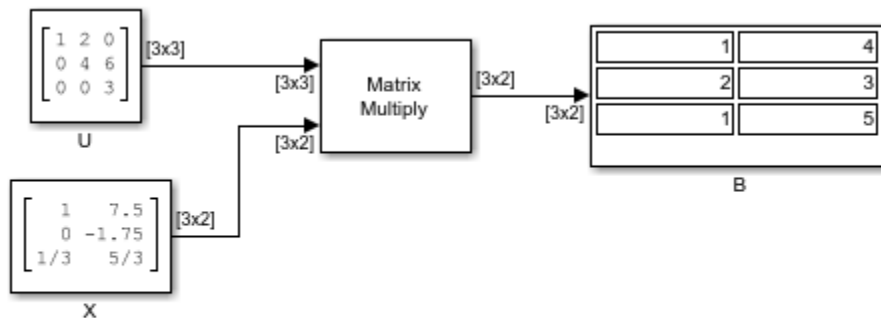 1 2 0
0 4 6
0 0 3
[3x3]
U
1 7.5
0 -1.75
1/3 5/3
[3x2]
X
[3x3]
[3x2]
Matrix
Multiply
[3x2]
[3x2]
1 4
2 3
1 5
B